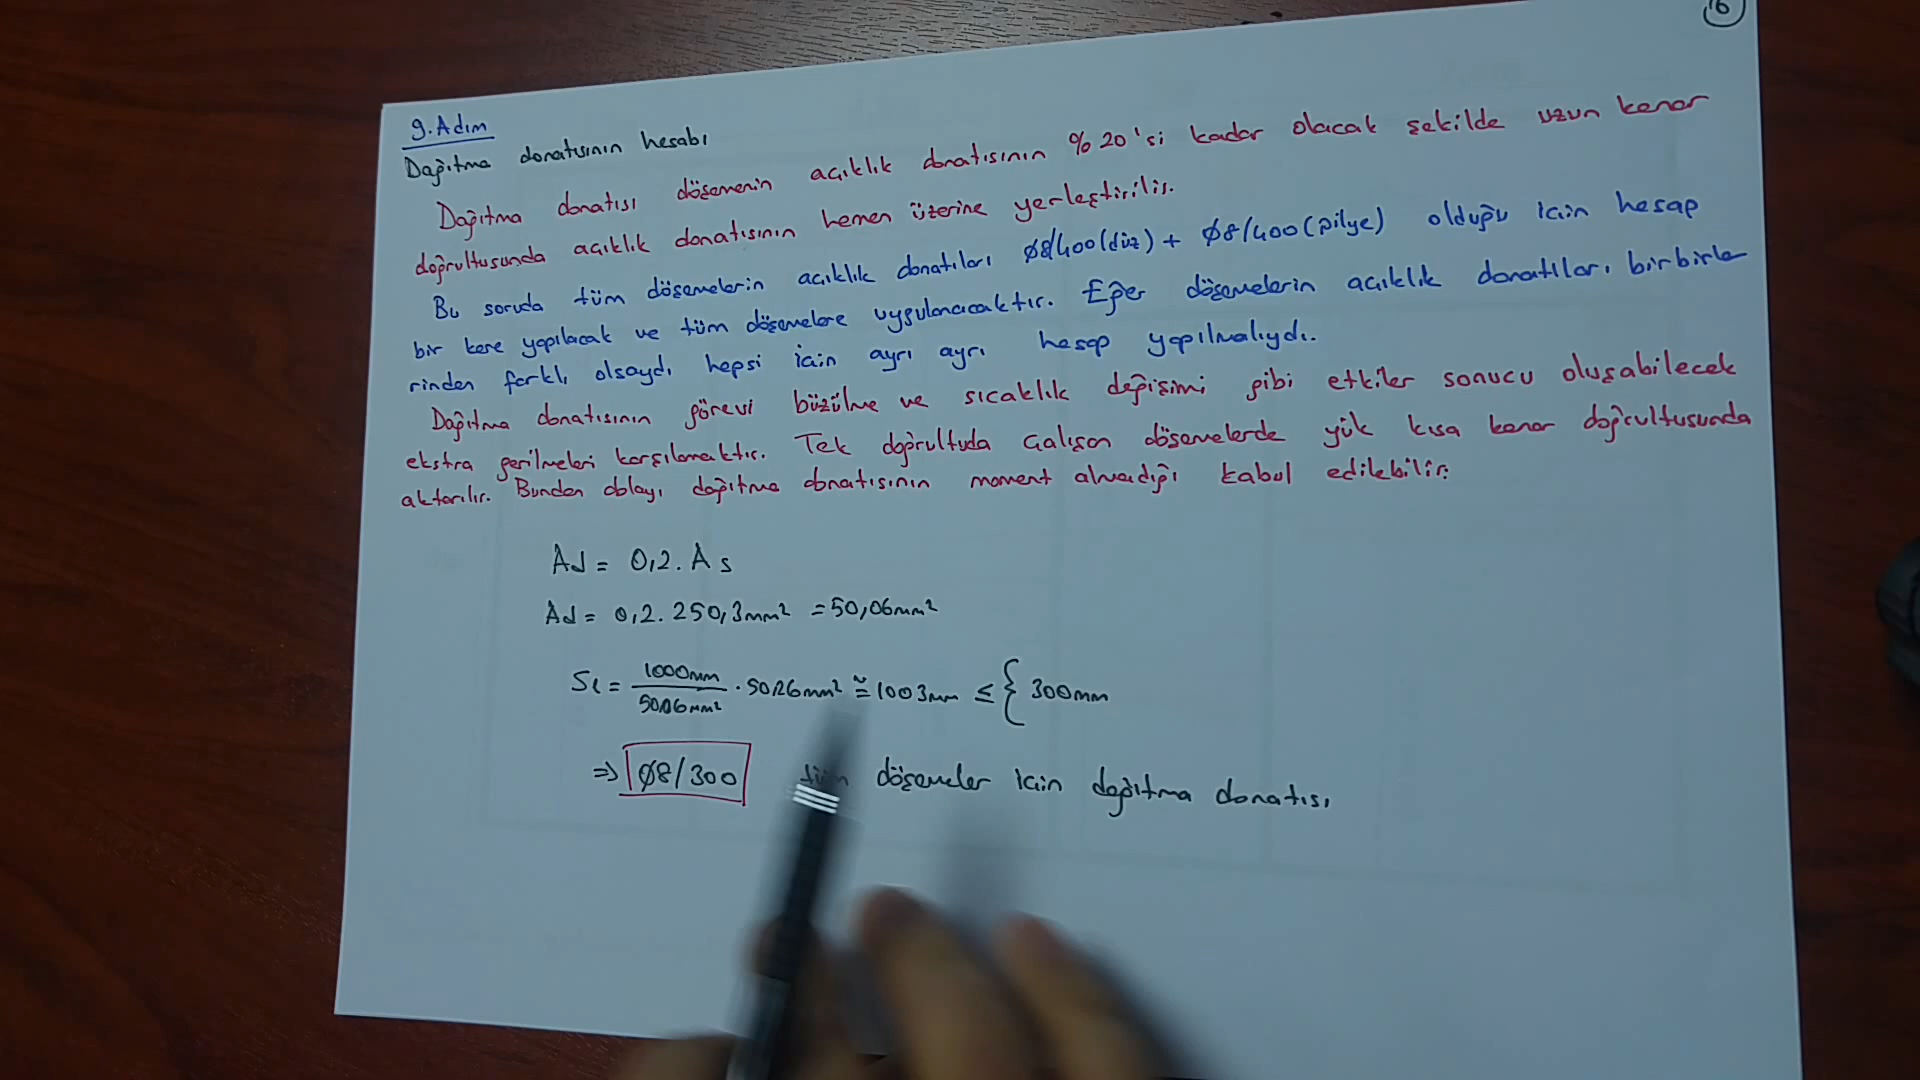 16
9.Adım
Dağıtma donatısının hesabı
Dağıtma donatısı döşemenin açıklık donatısının %20'si kadar olacak şekilde uzun kenar
doğrultusunda açıklık donatısının hemen üzerine yerleştirilir.
Bu soruda tüm döşemelerin açıklık donatıları Ø8/400(düz) + Ø8/400(pilye) olduğu için hesap
bir kere yapılacak ve tüm döşemelere uygulanacaktır. Eğer döşemelerin açıklık donatıları birbirle
rinden farklı olsaydı hepsi için ayrı ayrı hesap yapılmalıydı.
Dağıtma donatısının görevi büzülme ve sıcaklık değişimi gibi etkiler sonucu oluşabilecek
ekstra gerilmeleri karşılamaktır. Tek doğrultuda çalışan döşemelerde yük kısa kenar doğrultusunda
aktarılır. Bundan dolayı dağıtma donatısının moment almadığı kabul edilebilir.
Ad = 0,2.As
Ad = 0,2.250,3mm² = 50,06mm²
Sl = 1000mm / 50,06mm² . 50,26mm² ≅ 1003mm ≤ { 300mm
⇒ Ø8/300 tüm döşemeler için dağıtma donatısı